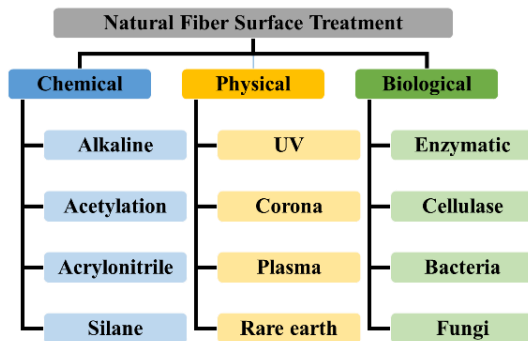 Natural Fiber Surface Treatment
Chemical
Physical
Biological
Alkaline
UV
Enzymatic
Acetylation
Corona
Cellulase
Acrylonitrile
Plasma
Bacteria
Silane
Rare earth
Fungi